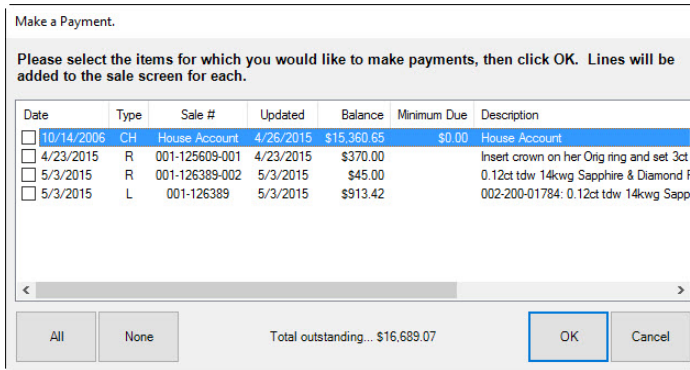 Make a Payment.
Please select the items for which you would like to make payments, then click OK. Lines will be
added to the sale screen for each.
Date Type Sale # Updated Balance Minimum Due Description
10/14/2006 CH House Account 4/26/2015 $15,360.65 $0.00 House Account
4/23/2015 R 001-125609-001 4/23/2015 $370.00 Insert crown on her Orig ring and set 3ct
5/3/2015 R 001-126389-002 5/3/2015 $45.00 0.12ct tdw 14kwg Sapphire & Diamond
5/3/2015 L 001-126389 5/3/2015 $913.42 002-200-01784: 0.12ct tdw 14kwg Sapp
All None Total outstanding... $16,689.07 OK Cancel